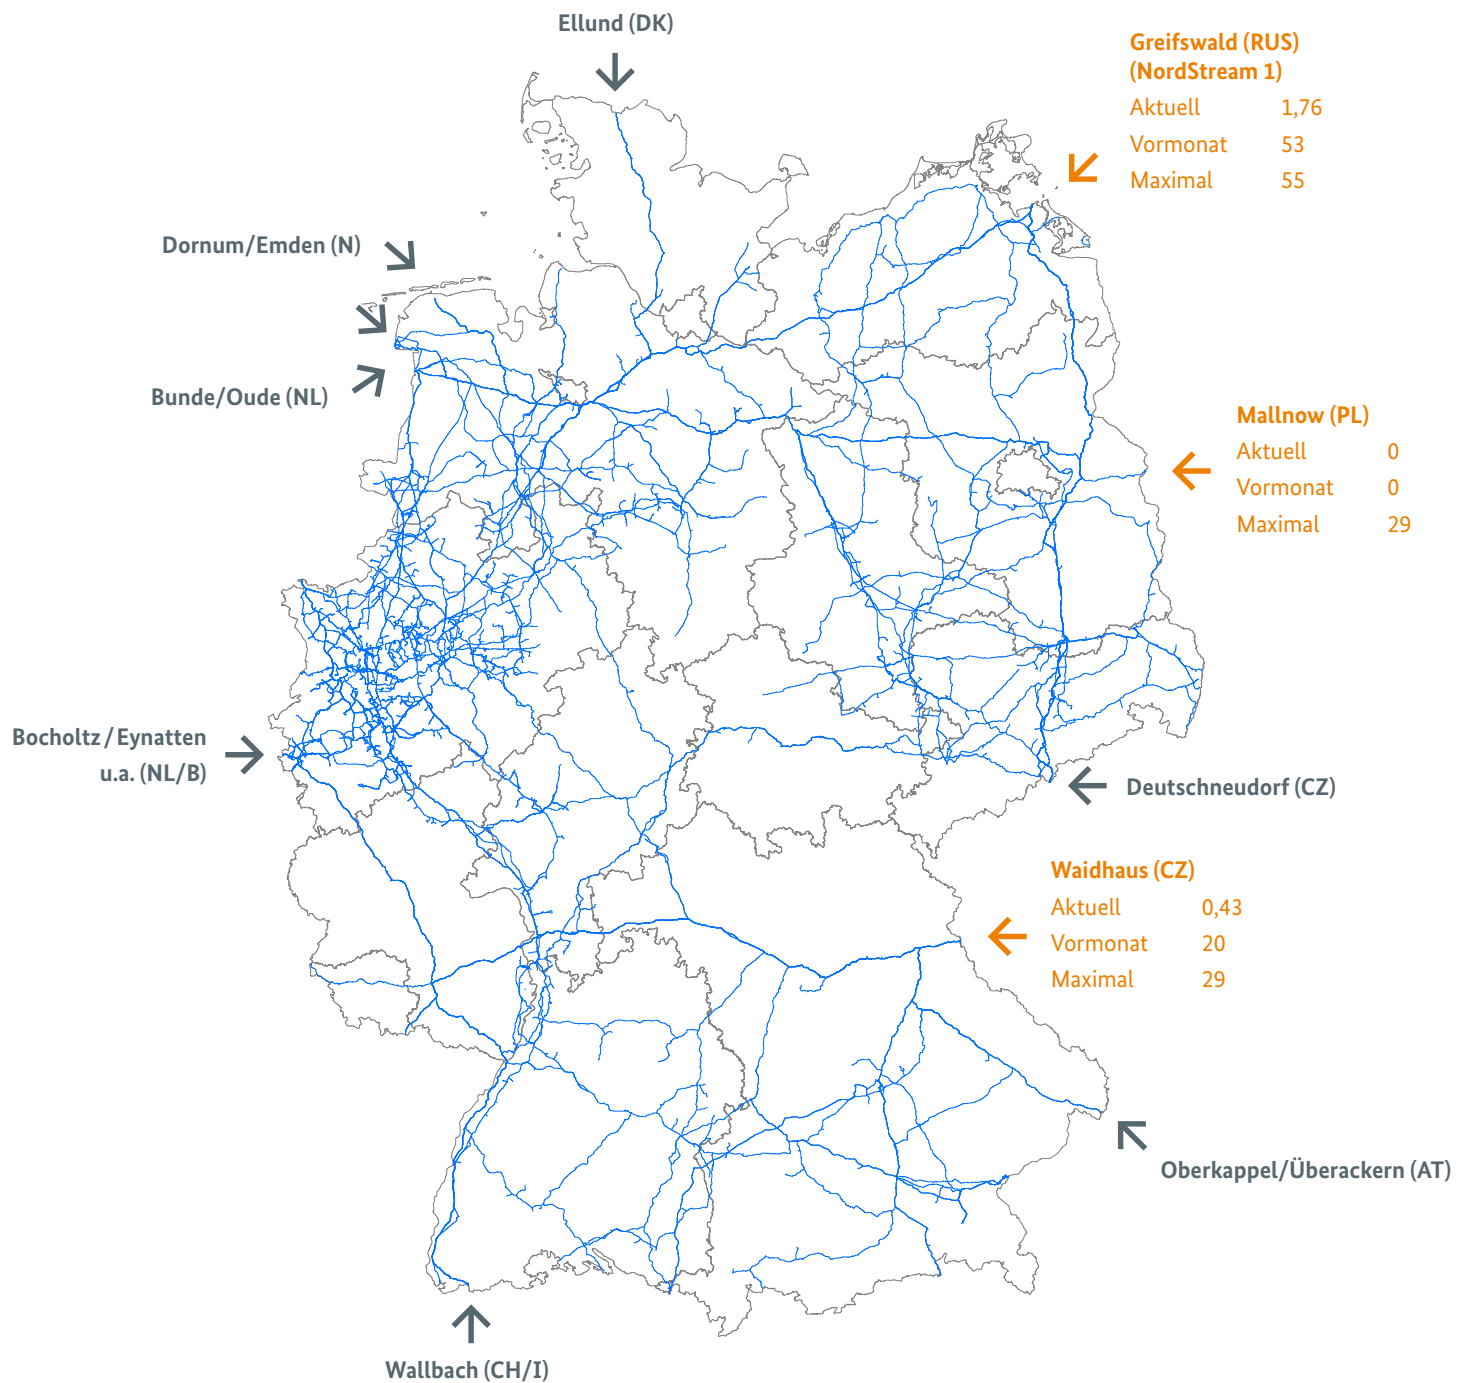 Ellund (DK)
Greifswald (RUS)
(NordStream 1)
Aktuell 1,76
Vormonat 53
Maximal 55
Dornum/Emden (N)
Bunde/Oude (NL)
Mallnow (PL)
Aktuell 0
Vormonat 0
Maximal 29
Bocholtz / Eynatten
u.a. (NL/B)
Deutschneudorf (CZ)
Waidhaus (CZ)
Aktuell 0,43
Vormonat 20
Maximal 29
Oberkappel/Überackern (AT)
Wallbach (CH/I)